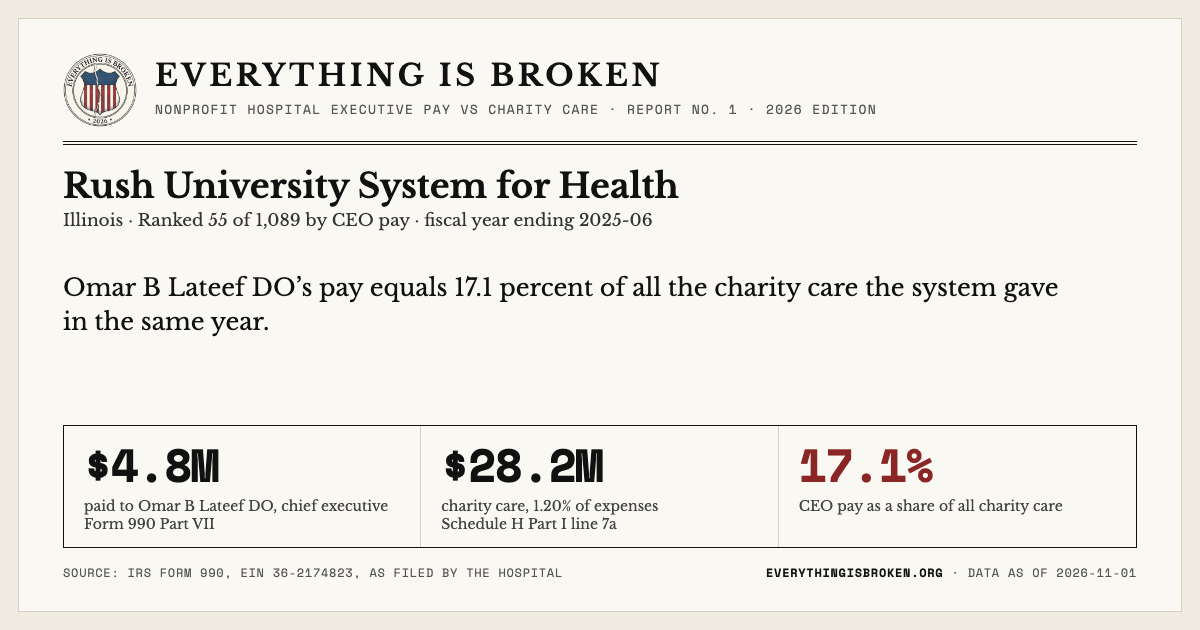 EVERYTHING IS BROKEN
· 2026 ·
EVERYTHING IS BROKEN
NONPROFIT HOSPITAL EXECUTIVE PAY VS CHARITY CARE · REPORT NO. 1 · 2026 EDITION
Rush University System for Health
Illinois · Ranked 55 of 1,089 by CEO pay · fiscal year ending 2025-06
Omar B Lateef DO’s pay equals 17.1 percent of all the charity care the system gave
in the same year.
$4.8M
paid to Omar B Lateef DO, chief executive
Form 990 Part VII
$28.2M
charity care, 1.20% of expenses
Schedule H Part I line 7a
17.1%
CEO pay as a share of all charity care
SOURCE: IRS FORM 990, EIN 36-2174823, AS FILED BY THE HOSPITAL
EVERYTHINGISBROKEN.ORG · DATA AS OF 2026-11-01